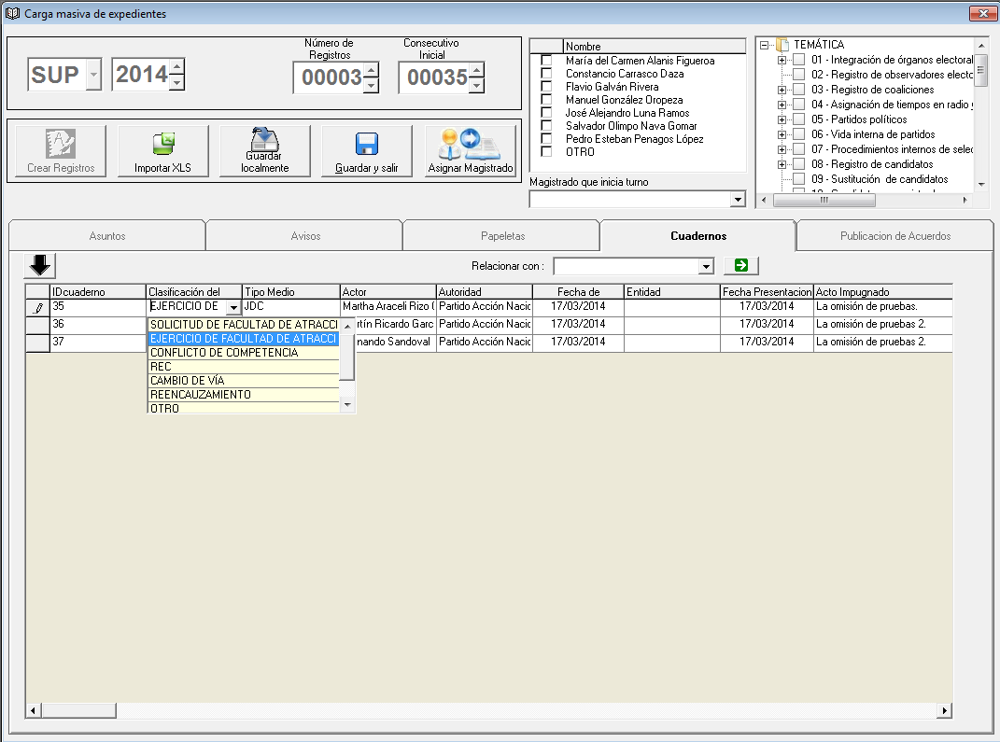 Carga masiva de expedientes
Número de Registros
Consecutivo Inicial
SUP
2014
00003
00035
Crear Registros
Importar XLS
Guardar localmente
Guardar y salir
Asignar Magistrado
Nombre
María del Carmen Alanis Figueroa
Constancio Carrasco Daza
Flavio Galván Rivera
Manuel González Oropeza
José Alejandro Luna Ramos
Salvador Olimpo Nava Gomar
Pedro Esteban Penagos López
OTRO
Magistrado que inicia turno
TEMÁTICA
01 - Integración de órganos electoral
02 - Registro de observadores electo
03 - Registro de coaliciones
04 - Asignación de tiempos en radio y
05 - Partidos políticos
06 - Vida interna de partidos
07 - Procedimientos internos de selec
08 - Registro de candidatos
09 - Sustitución de candidatos
Asuntos
Avisos
Papeletas
Cuadernos
Publicacion de Acuerdos
Relacionar con :
IDcuaderno Clasificación del Tipo Medio Actor Autoridad Fecha de Entidad Fecha Presentacion Acto Impugnado
35 EJERCICIO DE JDC Martha Araceli Rizo Partido Acción Nacic 17/03/2014 17/03/2014 La omisión de pruebas.
36 rtín Ricardo Garc Partido Acción Nacic 17/03/2014 17/03/2014 La omisión de pruebas 2.
37 nando Sandoval Partido Acción Nacic 17/03/2014 17/03/2014 La omisión de pruebas 2.
SOLICITUD DE FACULTAD DE ATRACCI
EJERCICIO DE FACULTAD DE ATRACCI
CONFLICTO DE COMPETENCIA
REC
CAMBIO DE VÍA
REENCAUZAMIENTO
OTRO